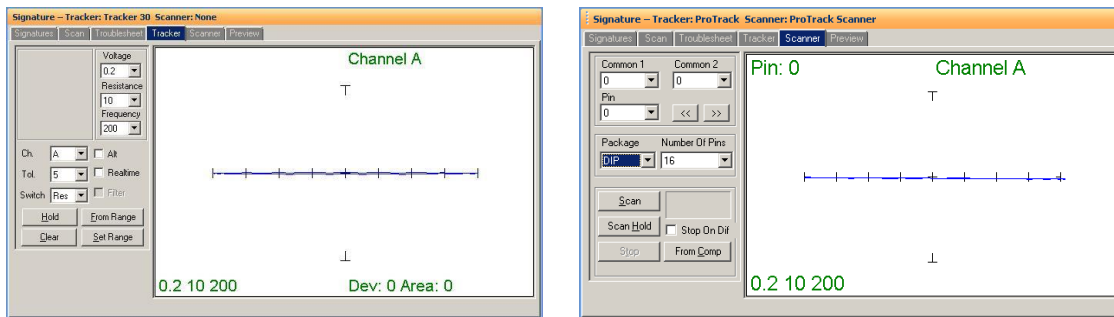 Signature – Tracker: Tracker 30 Scanner: None
Signatures Scan Troublesheet Tracker Scanner Preview
Voltage
0.2
Resistance
10
Frequency
200
Ch. A Alt
Tol. 5 Realtime
Switch Res Filter
Hold From Range
Clear Set Range
Channel A
0.2 10 200 Dev: 0 Area: 0
Signature – Tracker: ProTrack Scanner: ProTrack Scanner
Signatures Scan Troublesheet Tracker Scanner Preview
Common 1 Common 2
0 0
Pin
0 << >>
Package Number Of Pins
DIP 16
Scan
Scan Hold Stop On Dif
Stop From Comp
Pin: 0 Channel A
0.2 10 200